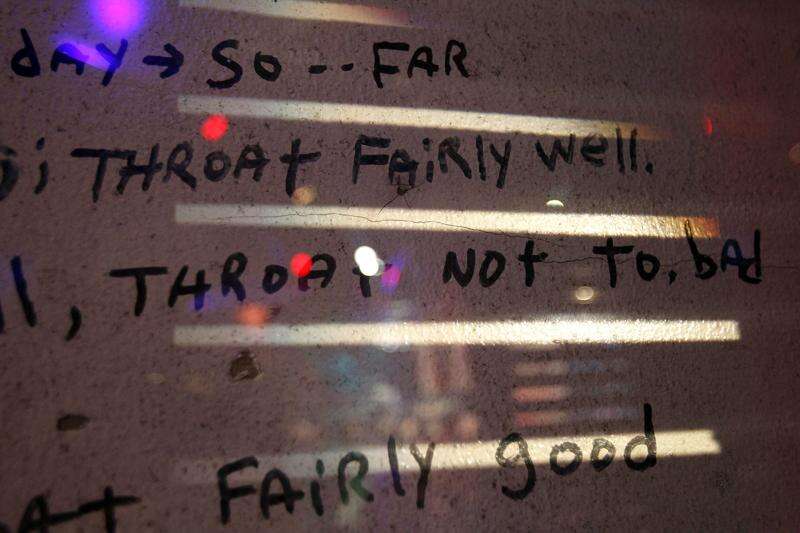 dAY → SO -- FAR
; THROAt FAiRly well.
, THROAt NOt to. bAd
FAiRly good